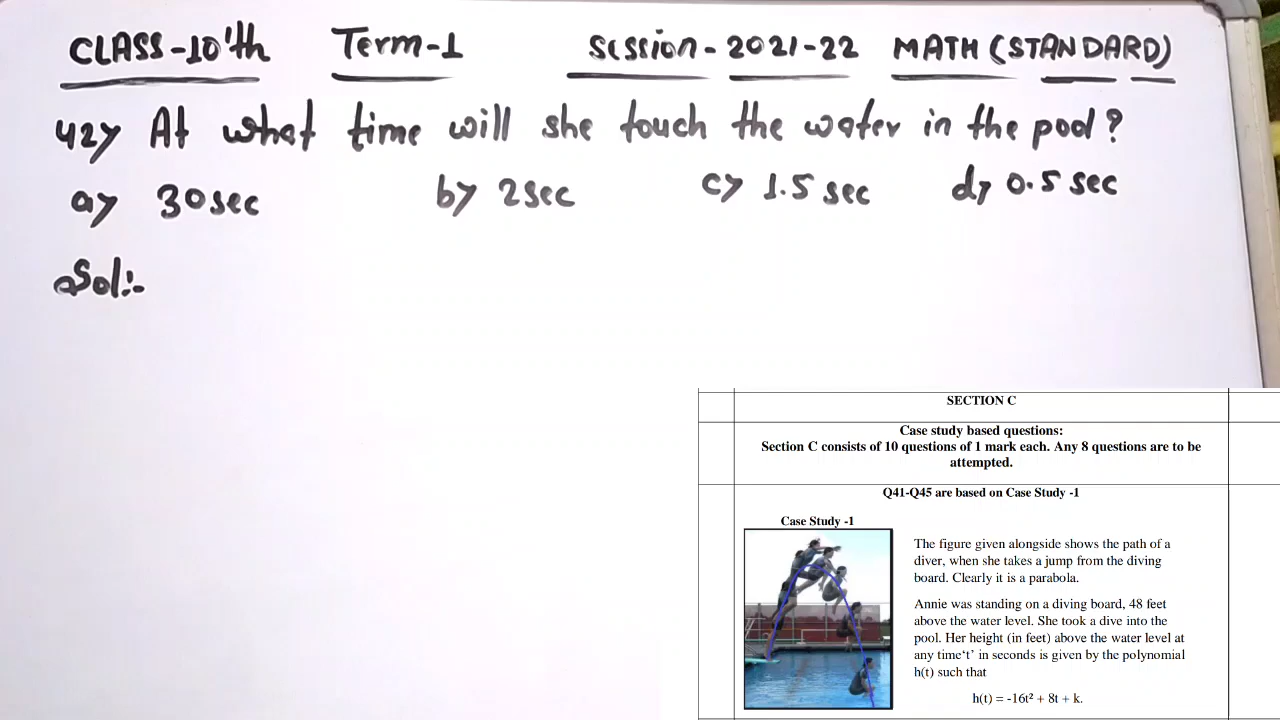 CLASS-10'th Term-1 Session-2021-22 MATH (STANDARD)
42) At what time will she touch the water in the pool?
a) 30sec b) 2sec c) 1.5 sec d) 0.5 sec
Sol:-
SECTION C
Case study based questions:
Section C consists of 10 questions of 1 mark each. Any 8 questions are to be
attempted.
Q41-Q45 are based on Case Study -1
Case Study -1
The figure given alongside shows the path of a
diver, when she takes a jump from the diving
board. Clearly it is a parabola.
Annie was standing on a diving board, 48 feet
above the water level. She took a dive into the
pool. Her height (in feet) above the water level at
any time‘t’ in seconds is given by the polynomial
h(t) such that
h(t) = -16t² + 8t + k.